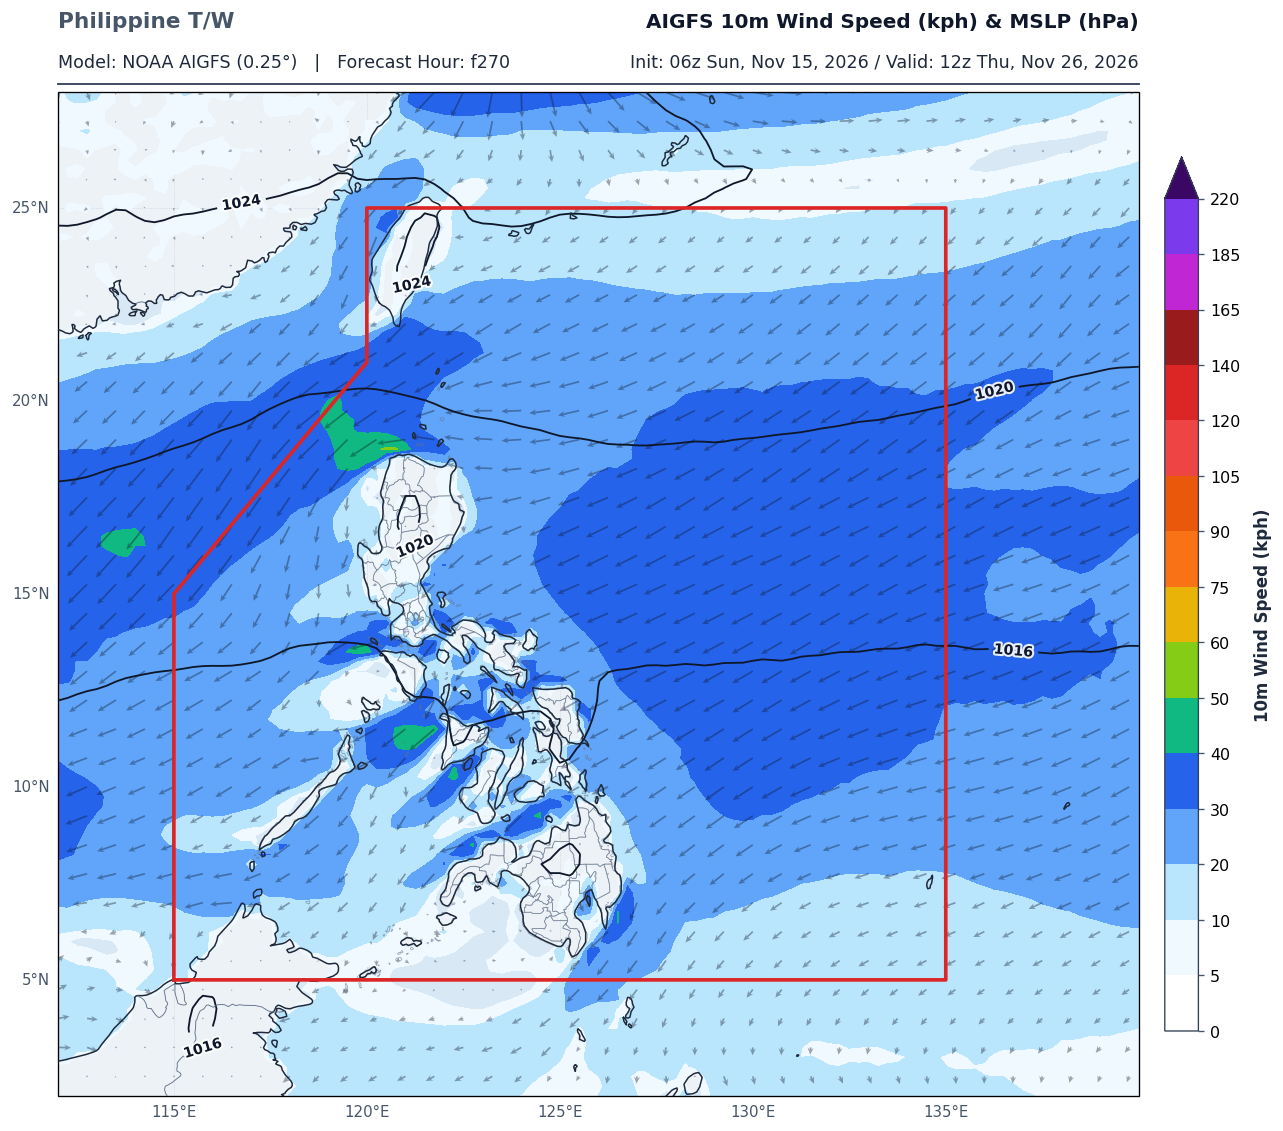 Philippine T/W
AIGFS 10m Wind Speed (kph) & MSLP (hPa)
Model: NOAA AIGFS (0.25°) | Forecast Hour: f270
Init: 06z Sun, Nov 15, 2026 / Valid: 12z Thu, Nov 26, 2026
1024
1024
1020
1020
1016
1016
25°N
20°N
15°N
10°N
5°N
115°E
120°E
125°E
130°E
135°E
220
185
165
140
120
105
90
75
60
50
40
30
20
10
5
0
10m Wind Speed (kph)